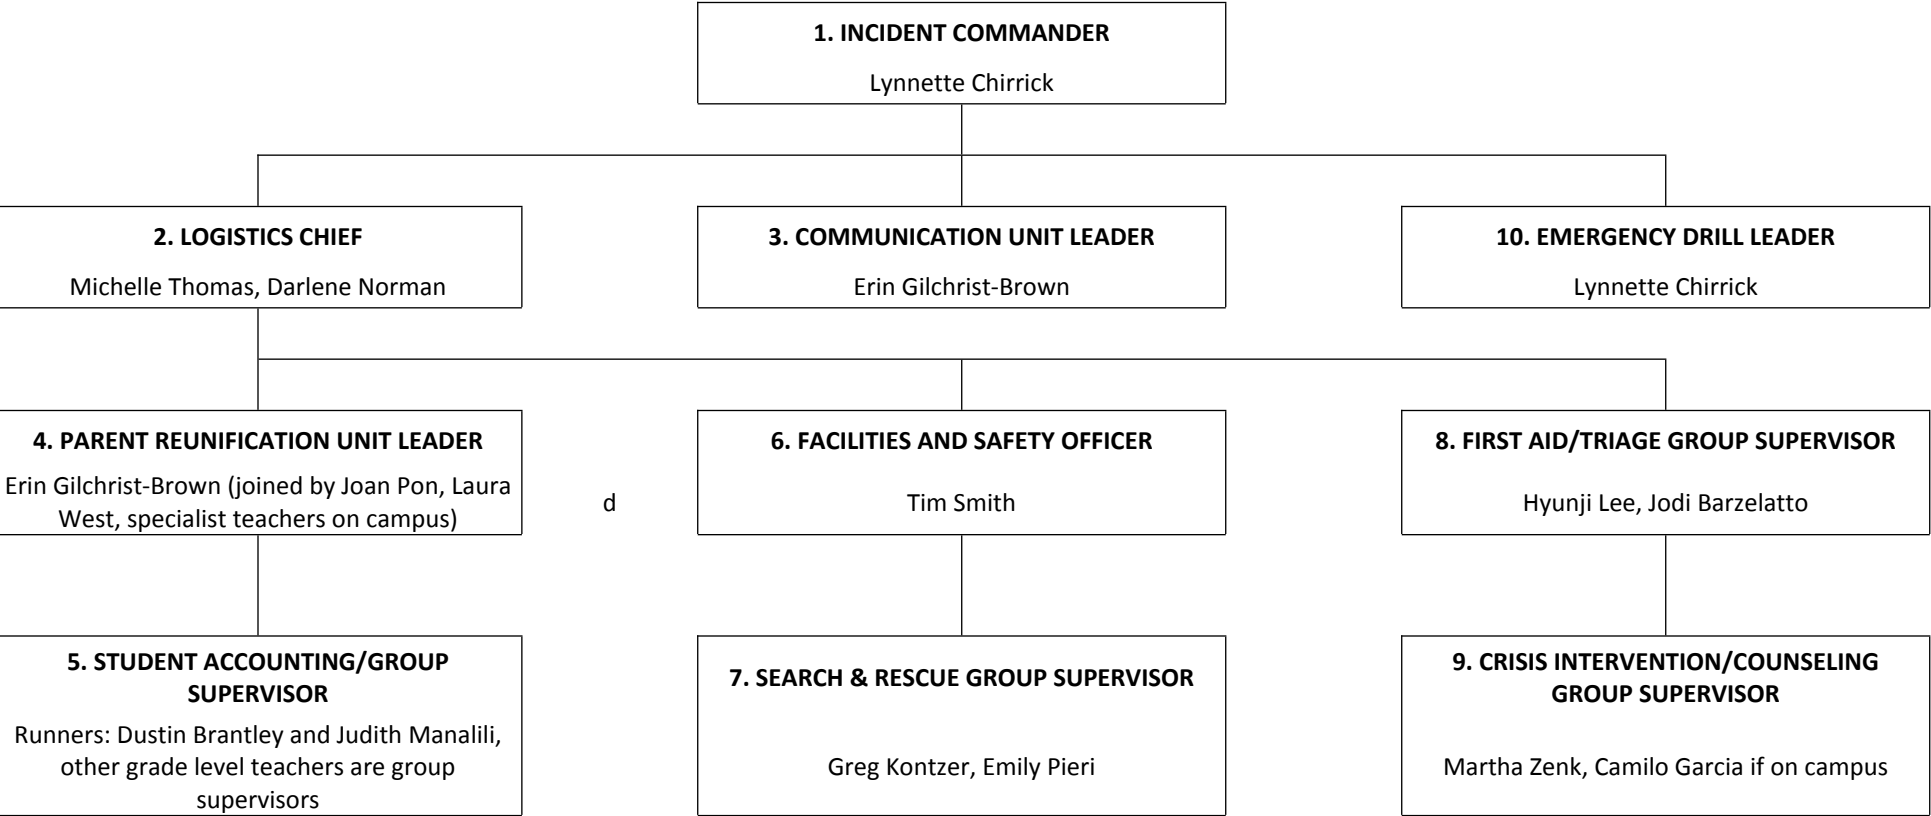 1. INCIDENT COMMANDER
Lynnette Chirrick
2. LOGISTICS CHIEF
Michelle Thomas, Darlene Norman
3. COMMUNICATION UNIT LEADER
Erin Gilchrist-Brown
10. EMERGENCY DRILL LEADER
Lynnette Chirrick
4. PARENT REUNIFICATION UNIT LEADER
Erin Gilchrist-Brown (joined by Joan Pon, Laura
West, specialist teachers on campus)
d
6. FACILITIES AND SAFETY OFFICER
Tim Smith
8. FIRST AID/TRIAGE GROUP SUPERVISOR
Hyunji Lee, Jodi Barzelatto
5. STUDENT ACCOUNTING/GROUP
SUPERVISOR
Runners: Dustin Brantley and Judith Manalili,
other grade level teachers are group
supervisors
7. SEARCH & RESCUE GROUP SUPERVISOR
Greg Kontzer, Emily Pieri
9. CRISIS INTERVENTION/COUNSELING
GROUP SUPERVISOR
Martha Zenk, Camilo Garcia if on campus